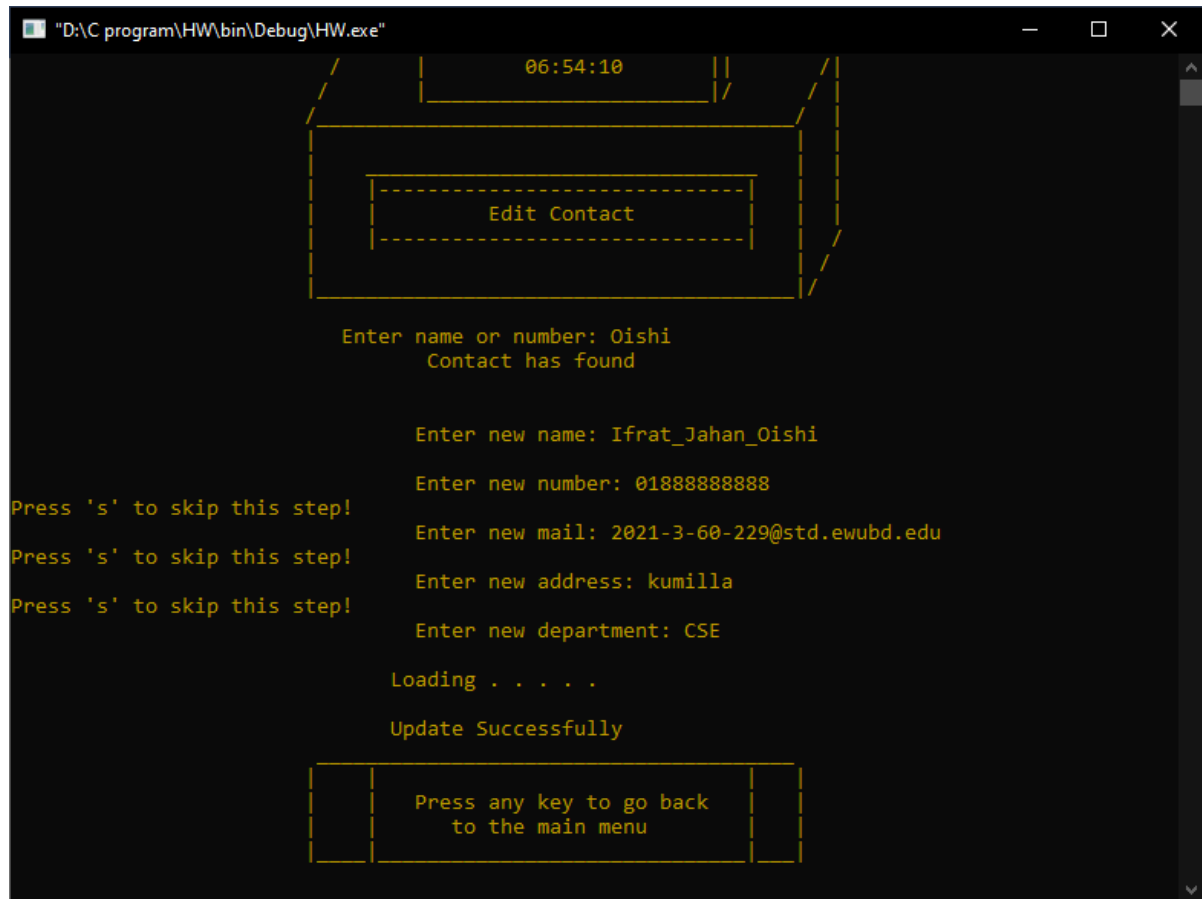 "D:\C program\HW\bin\Debug\HW.exe"
06:54:10
Edit Contact
Enter name or number: Oishi
Contact has found
Enter new name: Ifrat_Jahan_Oishi
Enter new number: 01888888888
Press 's' to skip this step!
Enter new mail: 2021-3-60-229@std.ewubd.edu
Press 's' to skip this step!
Enter new address: kumilla
Press 's' to skip this step!
Enter new department: CSE
Loading . . . . .
Update Successfully
Press any key to go back
to the main menu